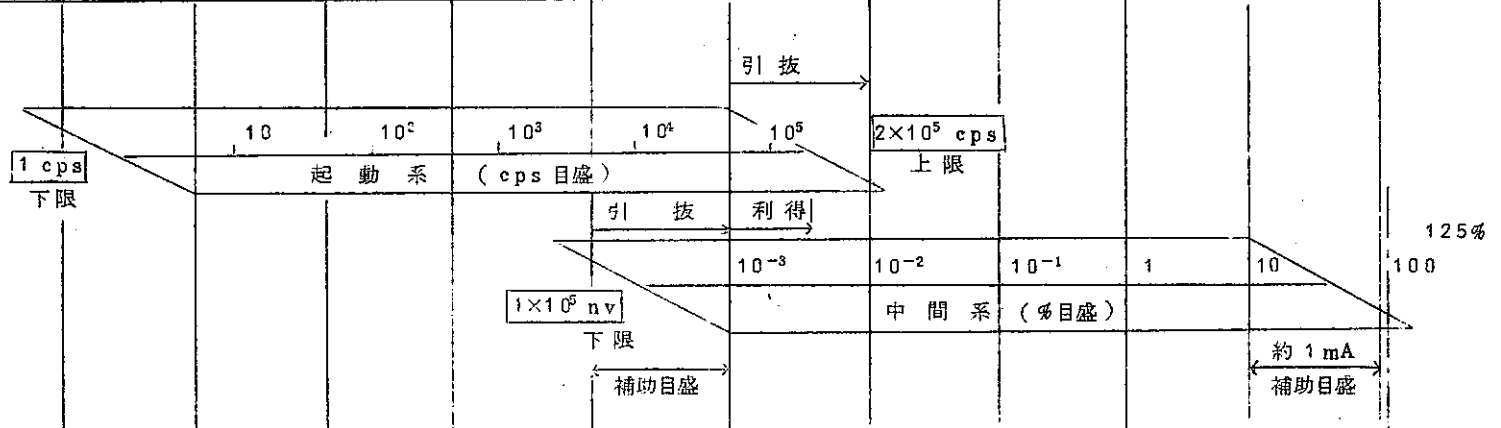 引抜
10 10² 10³ 10⁴ 10⁵
1 cps
下限
起動系 (cps目盛)
2×10⁵ cps
上限
引抜 利得
125%
10⁻³ 10⁻² 10⁻¹ 1 10 100
1×10⁵ nv
下限
中間系 (%目盛)
補助目盛
約1mA
補助目盛